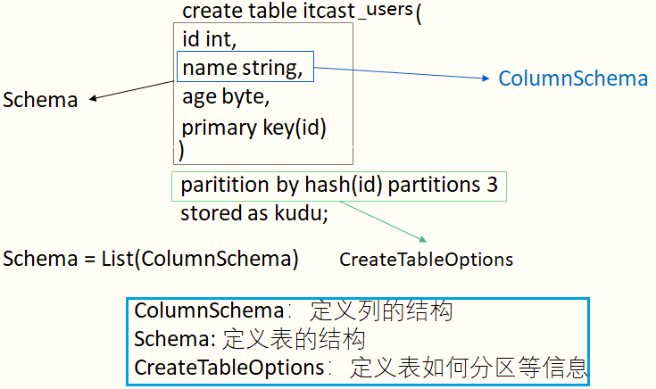 create table itcast_users(
id int,
name string,
ColumnSchema
Schema
age byte,
primary key(id)
)
paritition by hash(id) partitions 3
stored as kudu;
Schema = List(ColumnSchema)
CreateTableOptions
ColumnSchema：定义列的结构
Schema: 定义表的结构
CreateTableOptions：定义表如何分区等信息